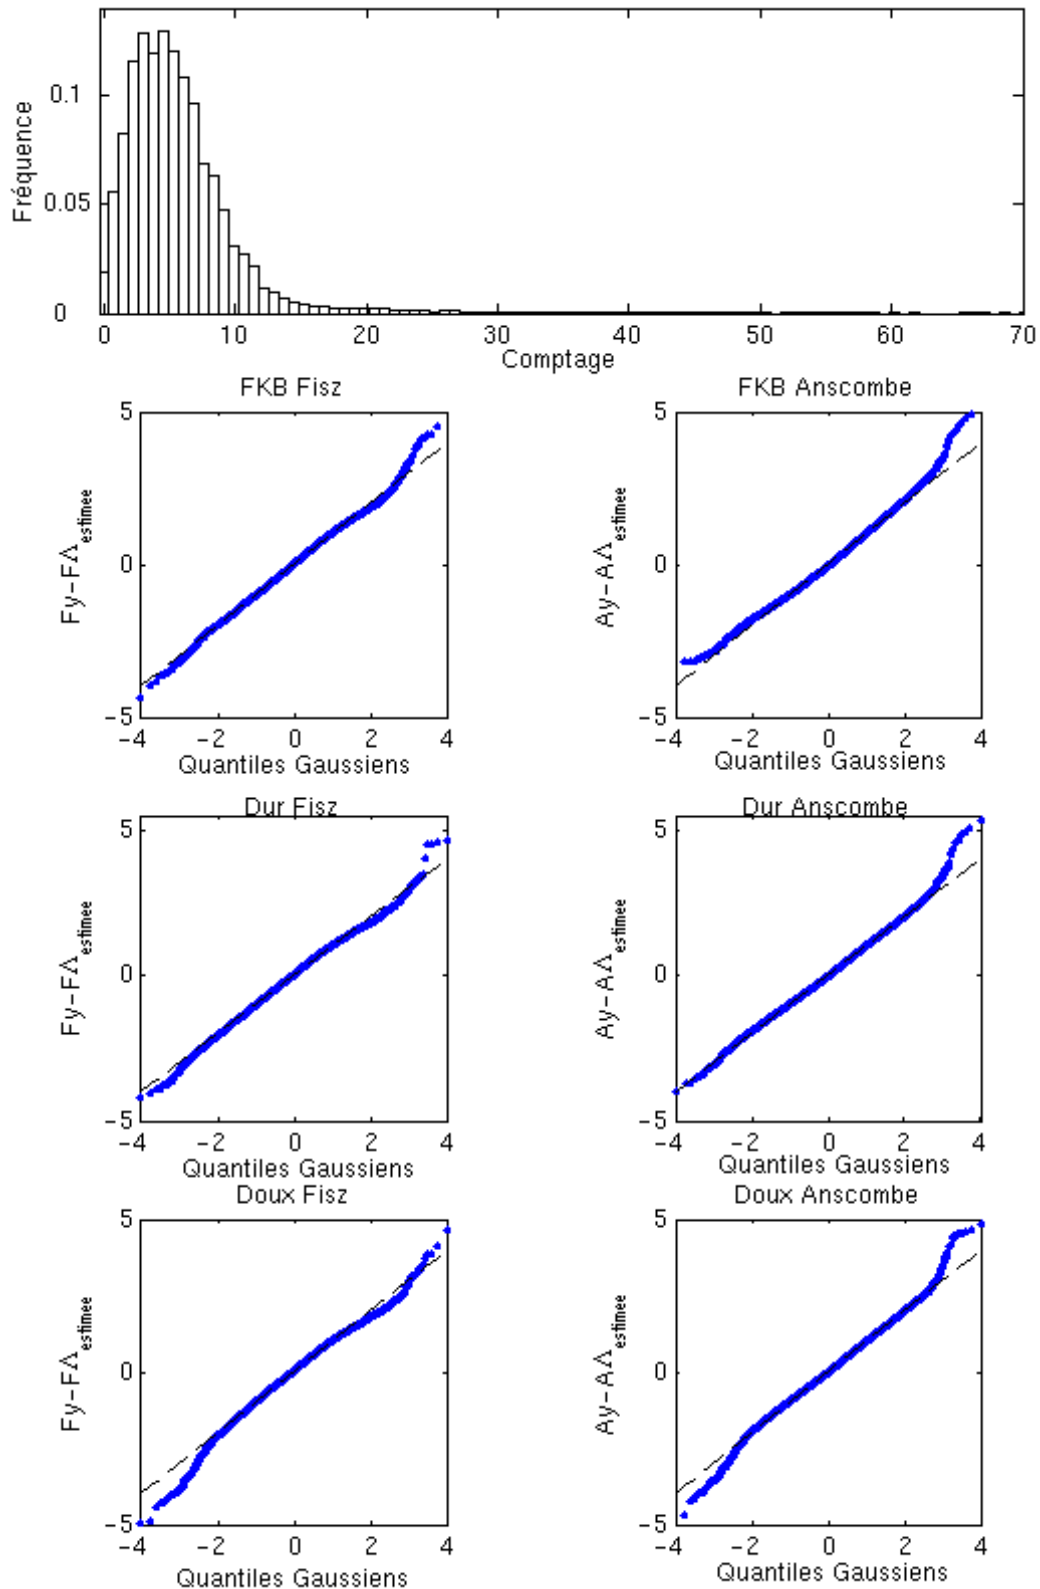 Fréquence
0.1
0.05
0
0 10 20 30 40 50 60 70
Comptage
FKB Fisz
Fy-FΛestimee
5
0
-5
-4 -2 0 2 4
Quantiles Gaussiens
FKB Anscombe
Ay-AΛestimee
5
0
-5
-4 -2 0 2 4
Quantiles Gaussiens
Dur Fisz
Fy-FΛestimee
5
0
-5
-4 -2 0 2 4
Quantiles Gaussiens
Dur Anscombe
Ay-AΛestimee
5
0
-5
-4 -2 0 2 4
Quantiles Gaussiens
Doux Fisz
Fy-FΛestimee
5
0
-5
-4 -2 0 2 4
Quantiles Gaussiens
Doux Anscombe
Ay-AΛestimee
5
0
-5
-4 -2 0 2 4
Quantiles Gaussiens